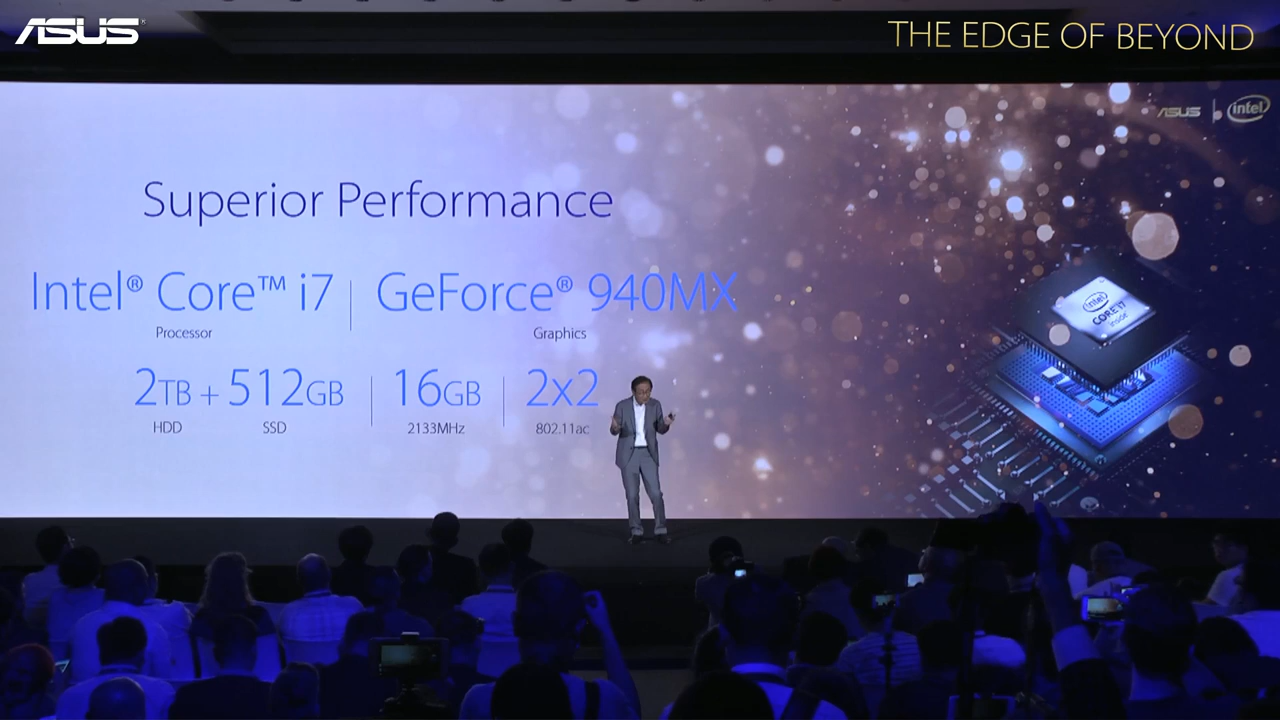 ASUS
THE EDGE OF BEYOND
ASUS | intel
Superior Performance
Intel® Core™ i7 | GeForce® 940MX
Processor Graphics
2TB + 512GB | 16GB | 2x2
HDD SSD 2133MHz 802.11ac
intel
CORE i7
inside